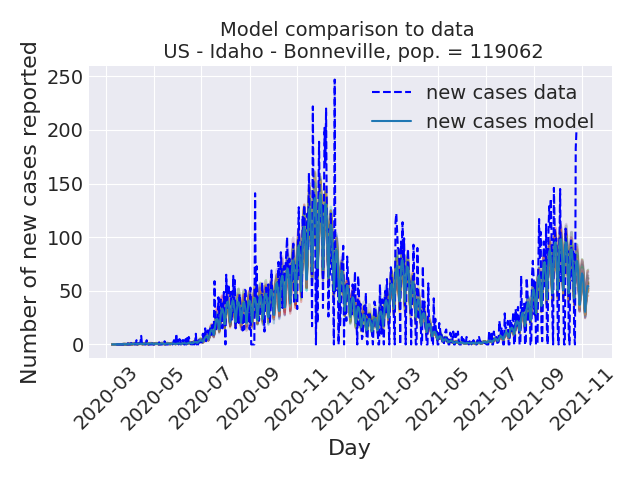 Model comparison to data
US - Idaho - Bonneville, pop. = 119062
Number of new cases reported
250
200
150
100
50
0
new cases data
new cases model
2020-03
2020-05
2020-07
2020-09
2020-11
2021-01
2021-03
2021-05
2021-07
2021-09
2021-11
Day